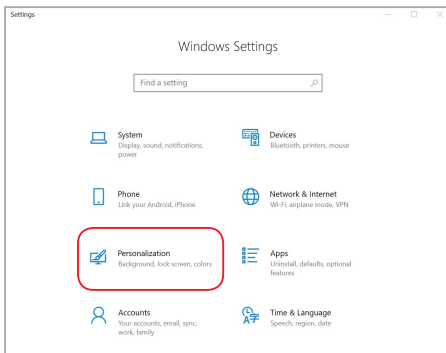 Settings
Windows Settings
Find a setting
System
Display, sound, notifications,
power
Devices
Bluetooth, printers, mouse
Phone
Link your Android, iPhone
Network & Internet
Wi-Fi, airplane mode, VPN
Personalization
Background, lock screen, colors
Apps
Uninstall, defaults, optional
features
Accounts
Your accounts, email, sync,
work, family
Time & Language
Speech, region, date